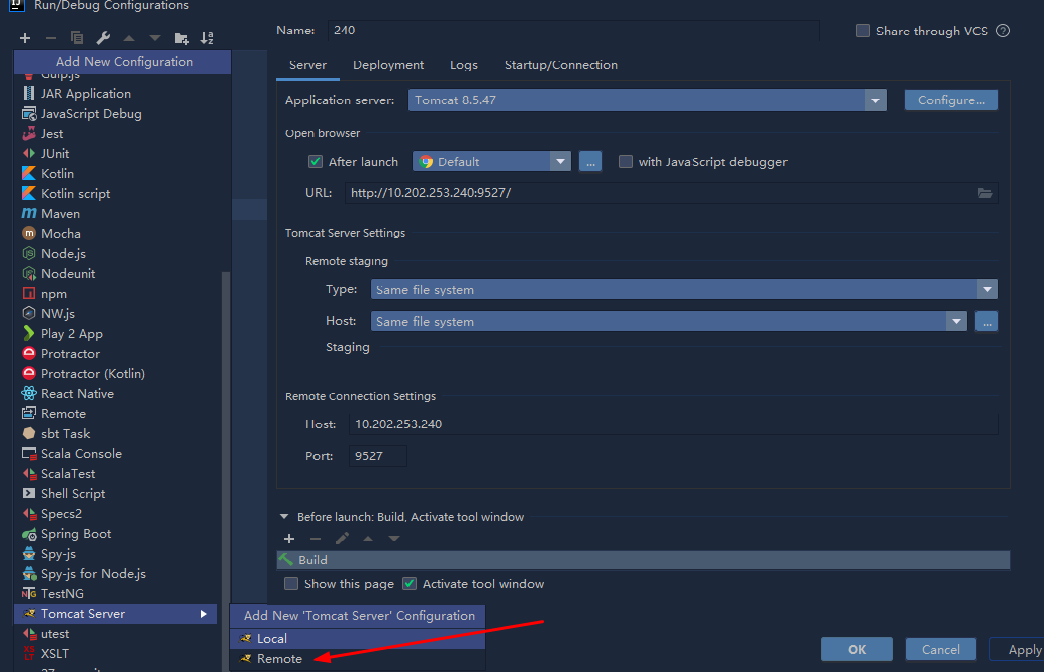 Run/Debug Configurations
Add New Configuration
Gulp.js
JAR Application
JavaScript Debug
Jest
JUnit
Kotlin
Kotlin script
Maven
Mocha
Node.js
Nodeunit
npm
NW.js
Play 2 App
Protractor
Protractor (Kotlin)
React Native
Remote
sbt Task
Scala Console
ScalaTest
Shell Script
Specs2
Spring Boot
Spy-js
Spy-js for Node.js
TestNG
Tomcat Server
utest
XSLT
Add New 'Tomcat Server' Configuration
Local
Remote
Name: 240
Share through VCS
Server Deployment Logs Startup/Connection
Application server: Tomcat 8.5.47 Configure...
Open browser
After launch Default ... with JavaScript debugger
URL: http://10.202.253.240:9527/
Tomcat Server Settings
Remote staging
Type: Same file system
Host: Same file system ...
Staging
Remote Connection Settings
Host: 10.202.253.240
Port: 9527
Before launch: Build, Activate tool window
Build
Show this page Activate tool window
OK Cancel Apply